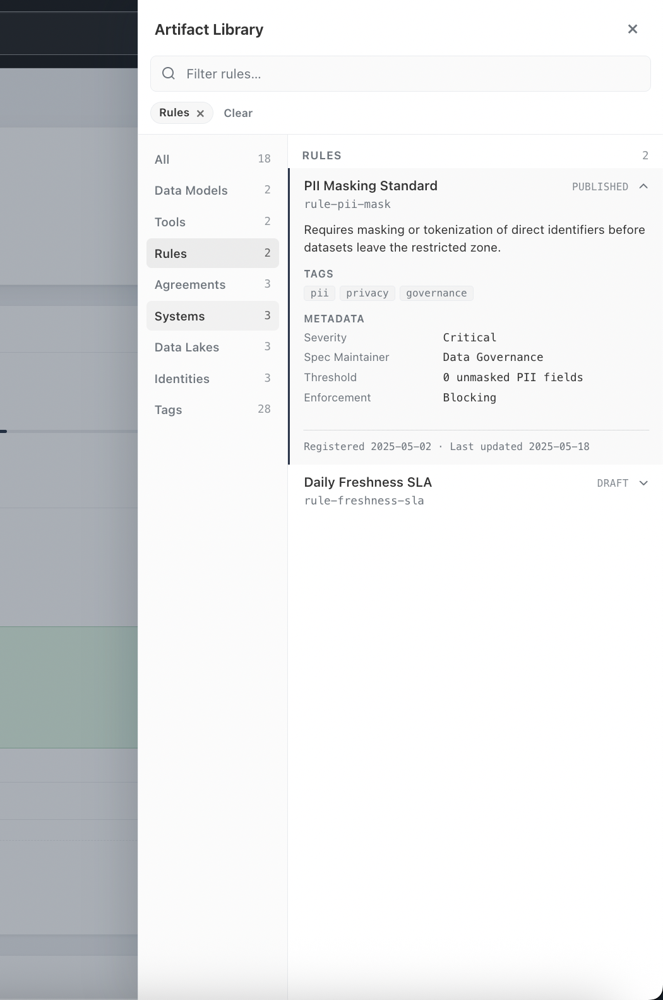 Artifact Library
Filter rules...
Rules
Clear
All 18
Data Models 2
Tools 2
Rules 2
Agreements 3
Systems 3
Data Lakes 3
Identities 3
Tags 28
RULES 2
PII Masking Standard PUBLISHED
rule-pii-mask
Requires masking or tokenization of direct identifiers before
datasets leave the restricted zone.
TAGS
pii privacy governance
METADATA
Severity Critical
Spec Maintainer Data Governance
Threshold 0 unmasked PII fields
Enforcement Blocking
Registered 2025-05-02 · Last updated 2025-05-18
Daily Freshness SLA DRAFT
rule-freshness-sla